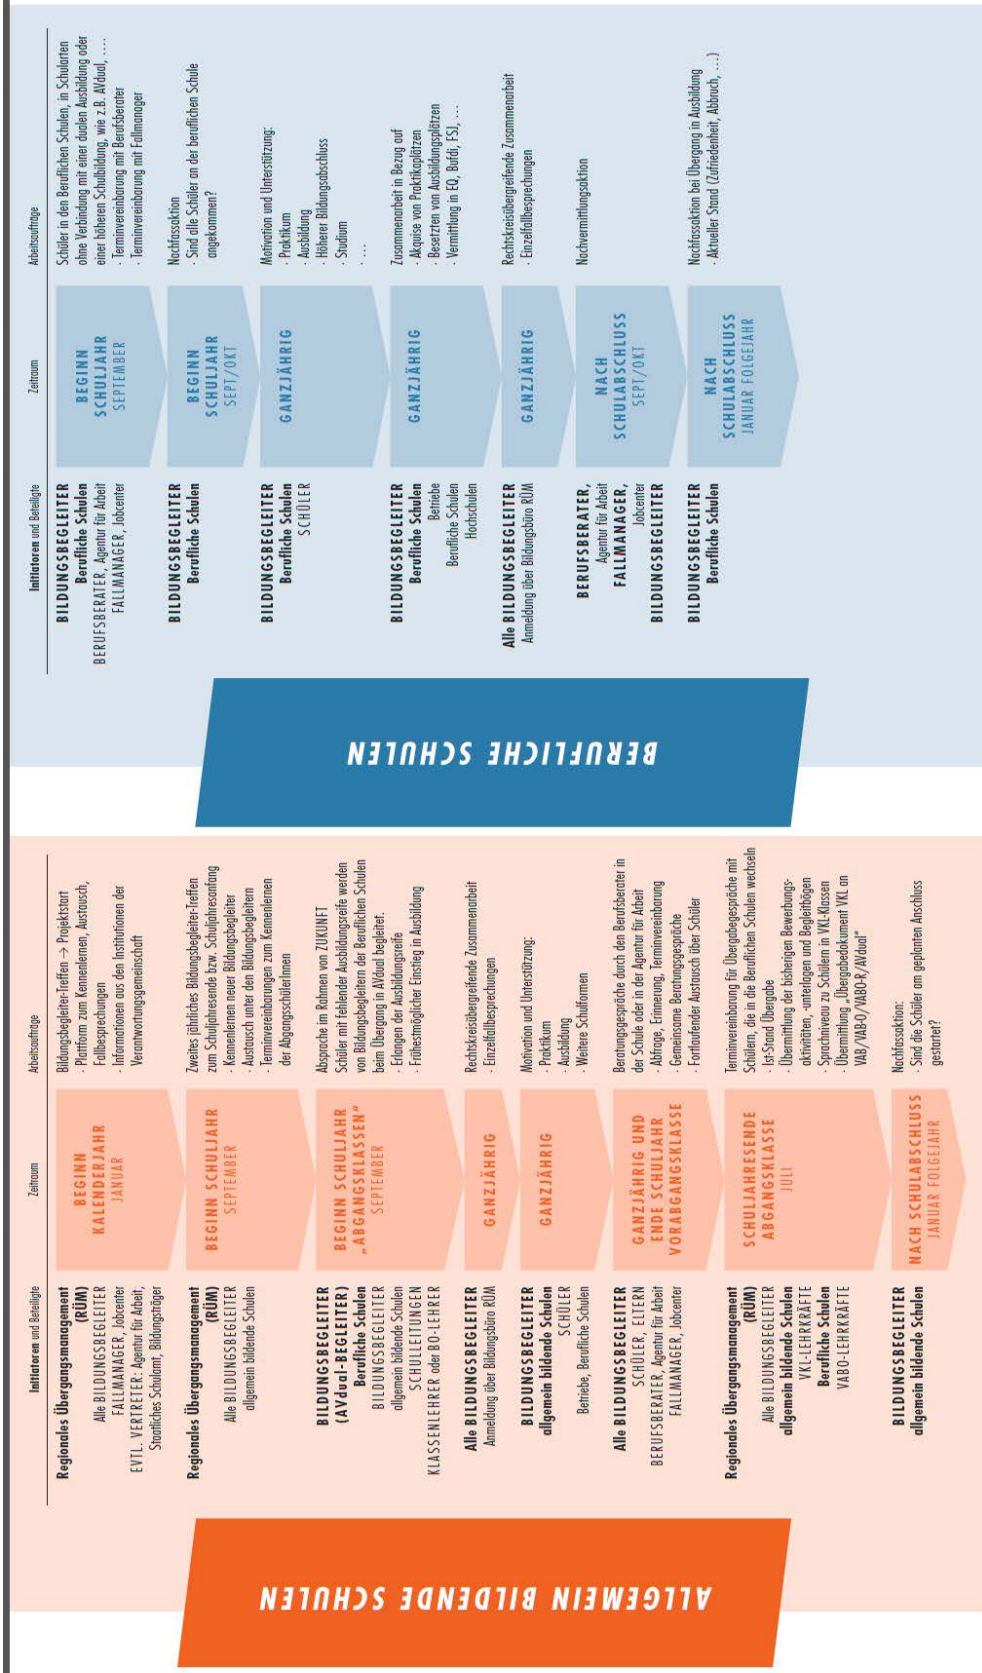 ALLGEMEIN BILDENDE SCHULEN
Initiatoren und Beteiligte
Zeitraum
Arbeitsaufträge
Regionales Übergangsmanagement
(RÜM)
Alle BILDUNGSBEGLEITER
FALLMANAGER, Jobcenter
EVTL. VERTRETER: Agentur für Arbeit,
Staatliches Schulamt, Bildungsträger
BEGINN
KALENDERJAHR
JANUAR
Bildungsbegleiter-Treffen → Projektstart
· Plattform zum Kennenlernen, Austausch,
Fallbesprechungen
· Informationen aus den Institutionen der
Verantwortungsgemeinschaft
Regionales Übergangsmanagement
(RÜM)
Alle BILDUNGSBEGLEITER
allgemein bildende Schulen
BEGINN SCHULJAHR
SEPTEMBER
Zweites jährliches Bildungsbegleiter-Treffen
zum Schuljahresende bzw. Schuljahresanfang
· Kennenlernen neuer Bildungsbegleiter
· Austausch unter den Bildungsbegleitern
· Terminvereinbarungen zum Kennenlernen
der AbgangsschülerInnen
BILDUNGSBEGLEITER
(AVdual-BEGLEITER)
Berufliche Schulen
BILDUNGSBEGLEITER
allgemein bildende Schulen
SCHULLEITUNGEN
KLASSENLEHRER oder BO-LEHRER
BEGINN SCHULJAHR
„ABGANGSKLASSEN“
SEPTEMBER
Absprache im Rahmen von ZUKUNFT
Schüler mit fehlender Ausbildungsreife werden
von Bildungsbegleitern der Beruflichen Schulen
beim Übergang in AVdual begleitet.
· Erlangen der Ausbildungsreife
· Frühestmöglicher Einstieg in Ausbildung
Alle BILDUNGSBEGLEITER
Anmeldung über Bildungsbüro RÜM
GANZJÄHRIG
Rechtskreisübergreifende Zusammenarbeit
· Einzelfallbesprechungen
BILDUNGSBEGLEITER
allgemein bildende Schulen
SCHÜLER
Betriebe, Berufliche Schulen
GANZJÄHRIG
Motivation und Unterstützung:
· Praktikum
· Ausbildung
· Weitere Schulformen
Alle BILDUNGSBEGLEITER
SCHÜLER, ELTERN
BERUFSBERATER, Agentur für Arbeit
FALLMANAGER, Jobcenter
GANZJÄHRIG UND
ENDE SCHULJAHR
VORABGANGSKLASSE
Beratungsgespräche durch den Berufsberater in
der Schule oder in der Agentur für Arbeit
· Abfrage, Erinnerung, Terminvereinbarung
· Gemeinsame Beratungsgespräche
· Fortlaufender Austausch über Schüler
Regionales Übergangsmanagement
(RÜM)
Alle BILDUNGSBEGLEITER
allgemein bildende Schulen
VKL-LEHRKRÄFTE
Berufliche Schulen
VABO-LEHRKRÄFTE
SCHULJAHRESENDE
ABGANGSKLASSE
JULI
Terminvereinbarung für Übergabegespräche mit
Schülern, die in die Beruflichen Schulen wechseln
· Ist-Stand Übergabe
· Übermittlung der bisherigen Bewerbungs-
aktivitäten, -unterlagen und Begleitbögen
· Sprachniveau zu Schülern in VKL-Klassen
· Übermittlung „Übergabedokument VKL an
VAB/VAB-O/VABO-R/AVdual“
BILDUNGSBEGLEITER
allgemein bildende Schulen
NACH SCHULABSCHLUSS
JANUAR FOLGEJAHR
Nachfassaktion:
· Sind die Schüler am geplanten Anschluss
gestartet?
BERUFLICHE SCHULEN
Initiatoren und Beteiligte
Zeitraum
Arbeitsaufträge
BILDUNGSBEGLEITER
Berufliche Schulen
BERUFSBERATER, Agentur für Arbeit
FALLMANAGER, Jobcenter
BEGINN
SCHULJAHR
SEPTEMBER
Schüler in den Beruflichen Schulen, in Schularten
ohne Verbindung mit einer dualen Ausbildung oder
einer höheren Schulbildung, wie z.B. AVdual, ....
· Terminvereinbarung mit Berufsberater
· Terminvereinbarung mit Fallmanager
BILDUNGSBEGLEITER
Berufliche Schulen
BEGINN
SCHULJAHR
SEPT/OKT
Nachfassaktion
· Sind alle Schüler an der beruflichen Schule
angekommen?
BILDUNGSBEGLEITER
Berufliche Schulen
SCHÜLER
GANZJÄHRIG
Motivation und Unterstützung:
· Praktikum
· Ausbildung
· Höherer Bildungsabschluss
· Studium
· ...
BILDUNGSBEGLEITER
Berufliche Schulen
Betriebe
Berufliche Schulen
Hochschulen
GANZJÄHRIG
Zusammenarbeit in Bezug auf
· Akquise von Praktikaplätzen
· Besetzten von Ausbildungsplätzen
· Vermittlung in EQ, Bufdi, FSJ, ...
Alle BILDUNGSBEGLEITER
Anmeldung über Bildungsbüro RÜM
GANZJÄHRIG
Rechtskreisübergreifende Zusammenarbeit
· Einzelfallbesprechungen
BERUFSBERATER,
Agentur für Arbeit
FALLMANAGER,
Jobcenter
BILDUNGSBEGLEITER
NACH
SCHULABSCHLUSS
SEPT/OKT
Nachvermittlungsaktion
BILDUNGSBEGLEITER
Berufliche Schulen
NACH
SCHULABSCHLUSS
JANUAR FOLGEJAHR
Nachfassaktion bei Übergang in Ausbildung
· Aktueller Stand (Zufriedenheit, Abbruch, ...)